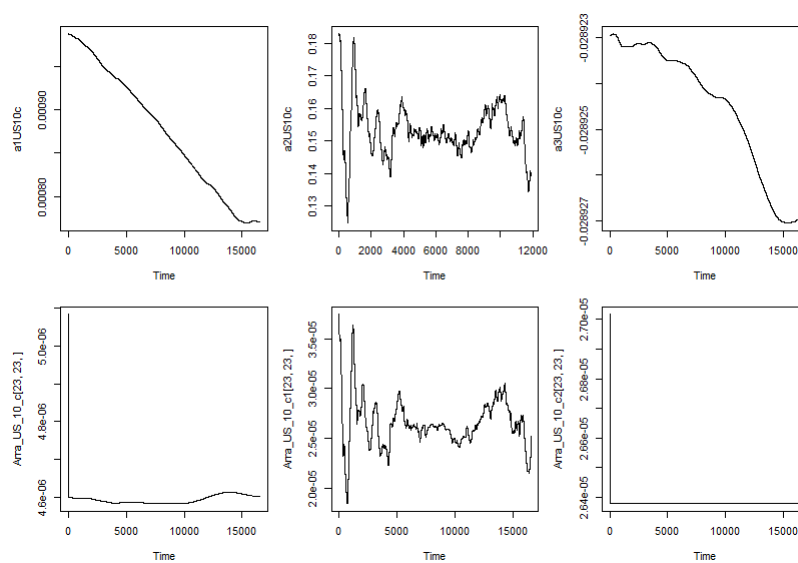 a1US10c
0.00090
0.00080
0 5000 10000 15000
Time
a2US10c
0.18
0.17
0.16
0.15
0.14
0.13
0 2000 4000 6000 8000 12000
Time
a3US10c
-0.028923
-0.028925
-0.028927
0 5000 10000 15000
Time
Arra_US_10_c[23, 23, ]
5.0e-06
4.8e-06
4.6e-06
0 5000 10000 15000
Time
Arra_US_10_c1[23, 23, ]
3.5e-05
3.0e-05
2.5e-05
2.0e-05
0 5000 10000 15000
Time
Arra_US_10_c2[23, 23, ]
2.70e-05
2.68e-05
2.66e-05
2.64e-05
0 5000 10000 15000
Time